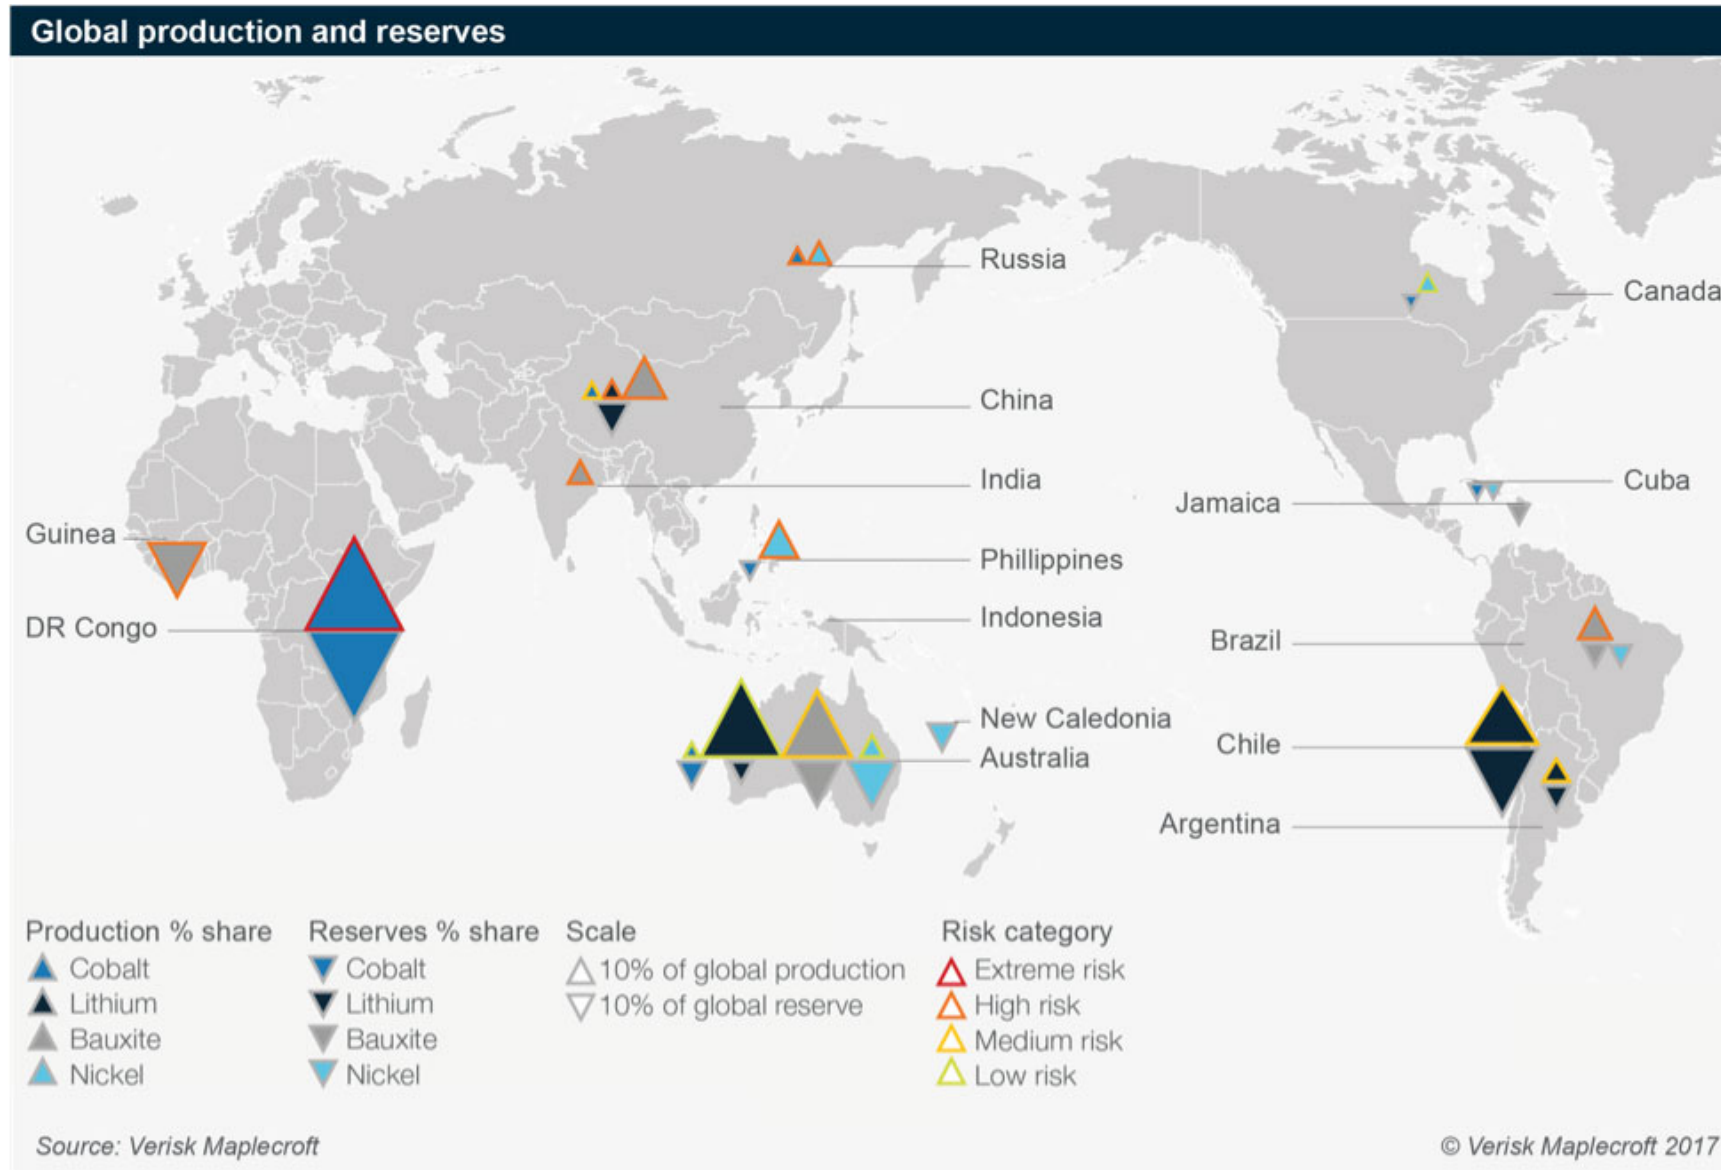 Global production and reserves
Russia
Canada
China
India
Cuba
Jamaica
Guinea
Phillippines
DR Congo
Indonesia
Brazil
New Caledonia
Chile
Australia
Argentina
Production % share
Cobalt
Lithium
Bauxite
Nickel
Reserves % share
Cobalt
Lithium
Bauxite
Nickel
Scale
10% of global production
10% of global reserve
Risk category
Extreme risk
High risk
Medium risk
Low risk
Source: Verisk Maplecroft
© Verisk Maplecroft 2017